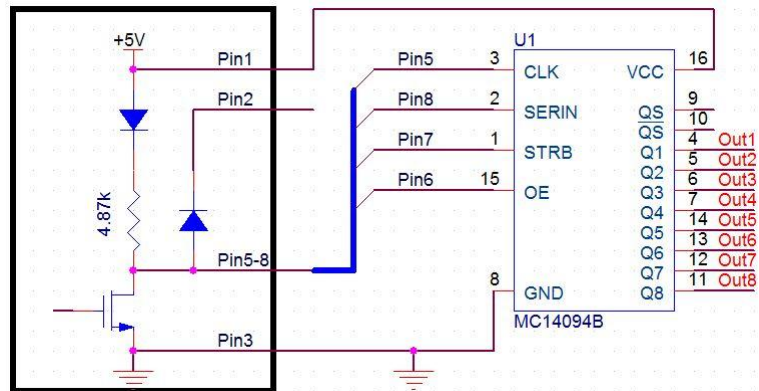 +5V
Pin1
Pin2
4.87k
Pin5-8
Pin3
U1
Pin5 3 CLK
Pin8 2 SERIN
Pin7 1 STRB
Pin6 15 OE
8 GND
VCC 16
QS 9
QS 10
Q1 4 Out1
Q2 5 Out2
Q3 6 Out3
Q4 7 Out4
Q5 14 Out5
Q6 13 Out6
Q7 12 Out7
Q8 11 Out8
MC14094B